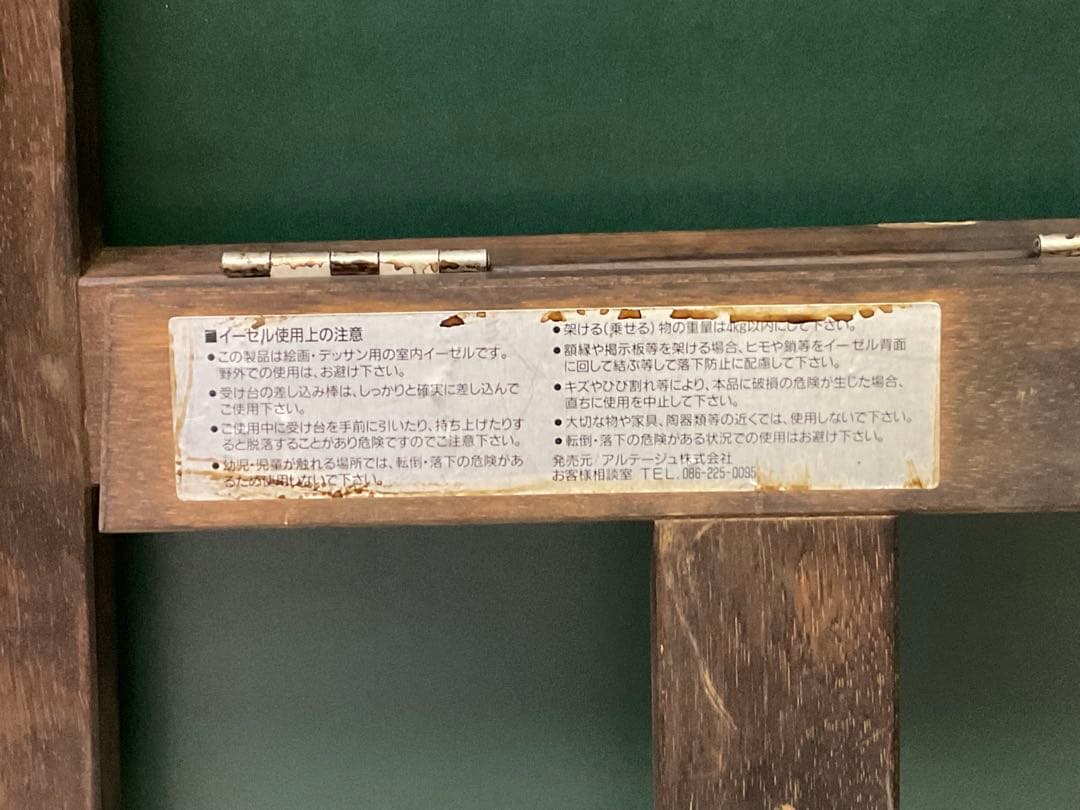 ■イーゼル使用上の注意
●この製品は絵画・デッサン用の室内イーゼルです。
野外での使用は、お避け下さい。
●受け台の差し込み棒は、しっかりと確実に差し込んで
ご使用下さい。
●ご使用中に受け台を手前に引いたり、持ち上げたりす
ると脱落することがあり危険ですのでご注意下さい。
●幼児・児童が触れる場所では、転倒・落下の危険があ
るため使用しないで下さい。
●架ける(乗せる)物の重量は4kg以内にして下さい。
●額縁や掲示板等を架ける場合、ヒモや鎖等をイーゼル背面
に回して結ぶ等して落下防止に配慮して下さい。
●キズやひび割れ等により、本品に破損の危険が生じた場合、
直ちに使用を中止して下さい。
●大切な物や家具、陶器類等の近くでは、使用しないで下さい。
●転倒・落下の危険がある状況での使用はお避け下さい。
発売元 アルテージュ株式会社
お客様相談室 TEL.086-225-0095